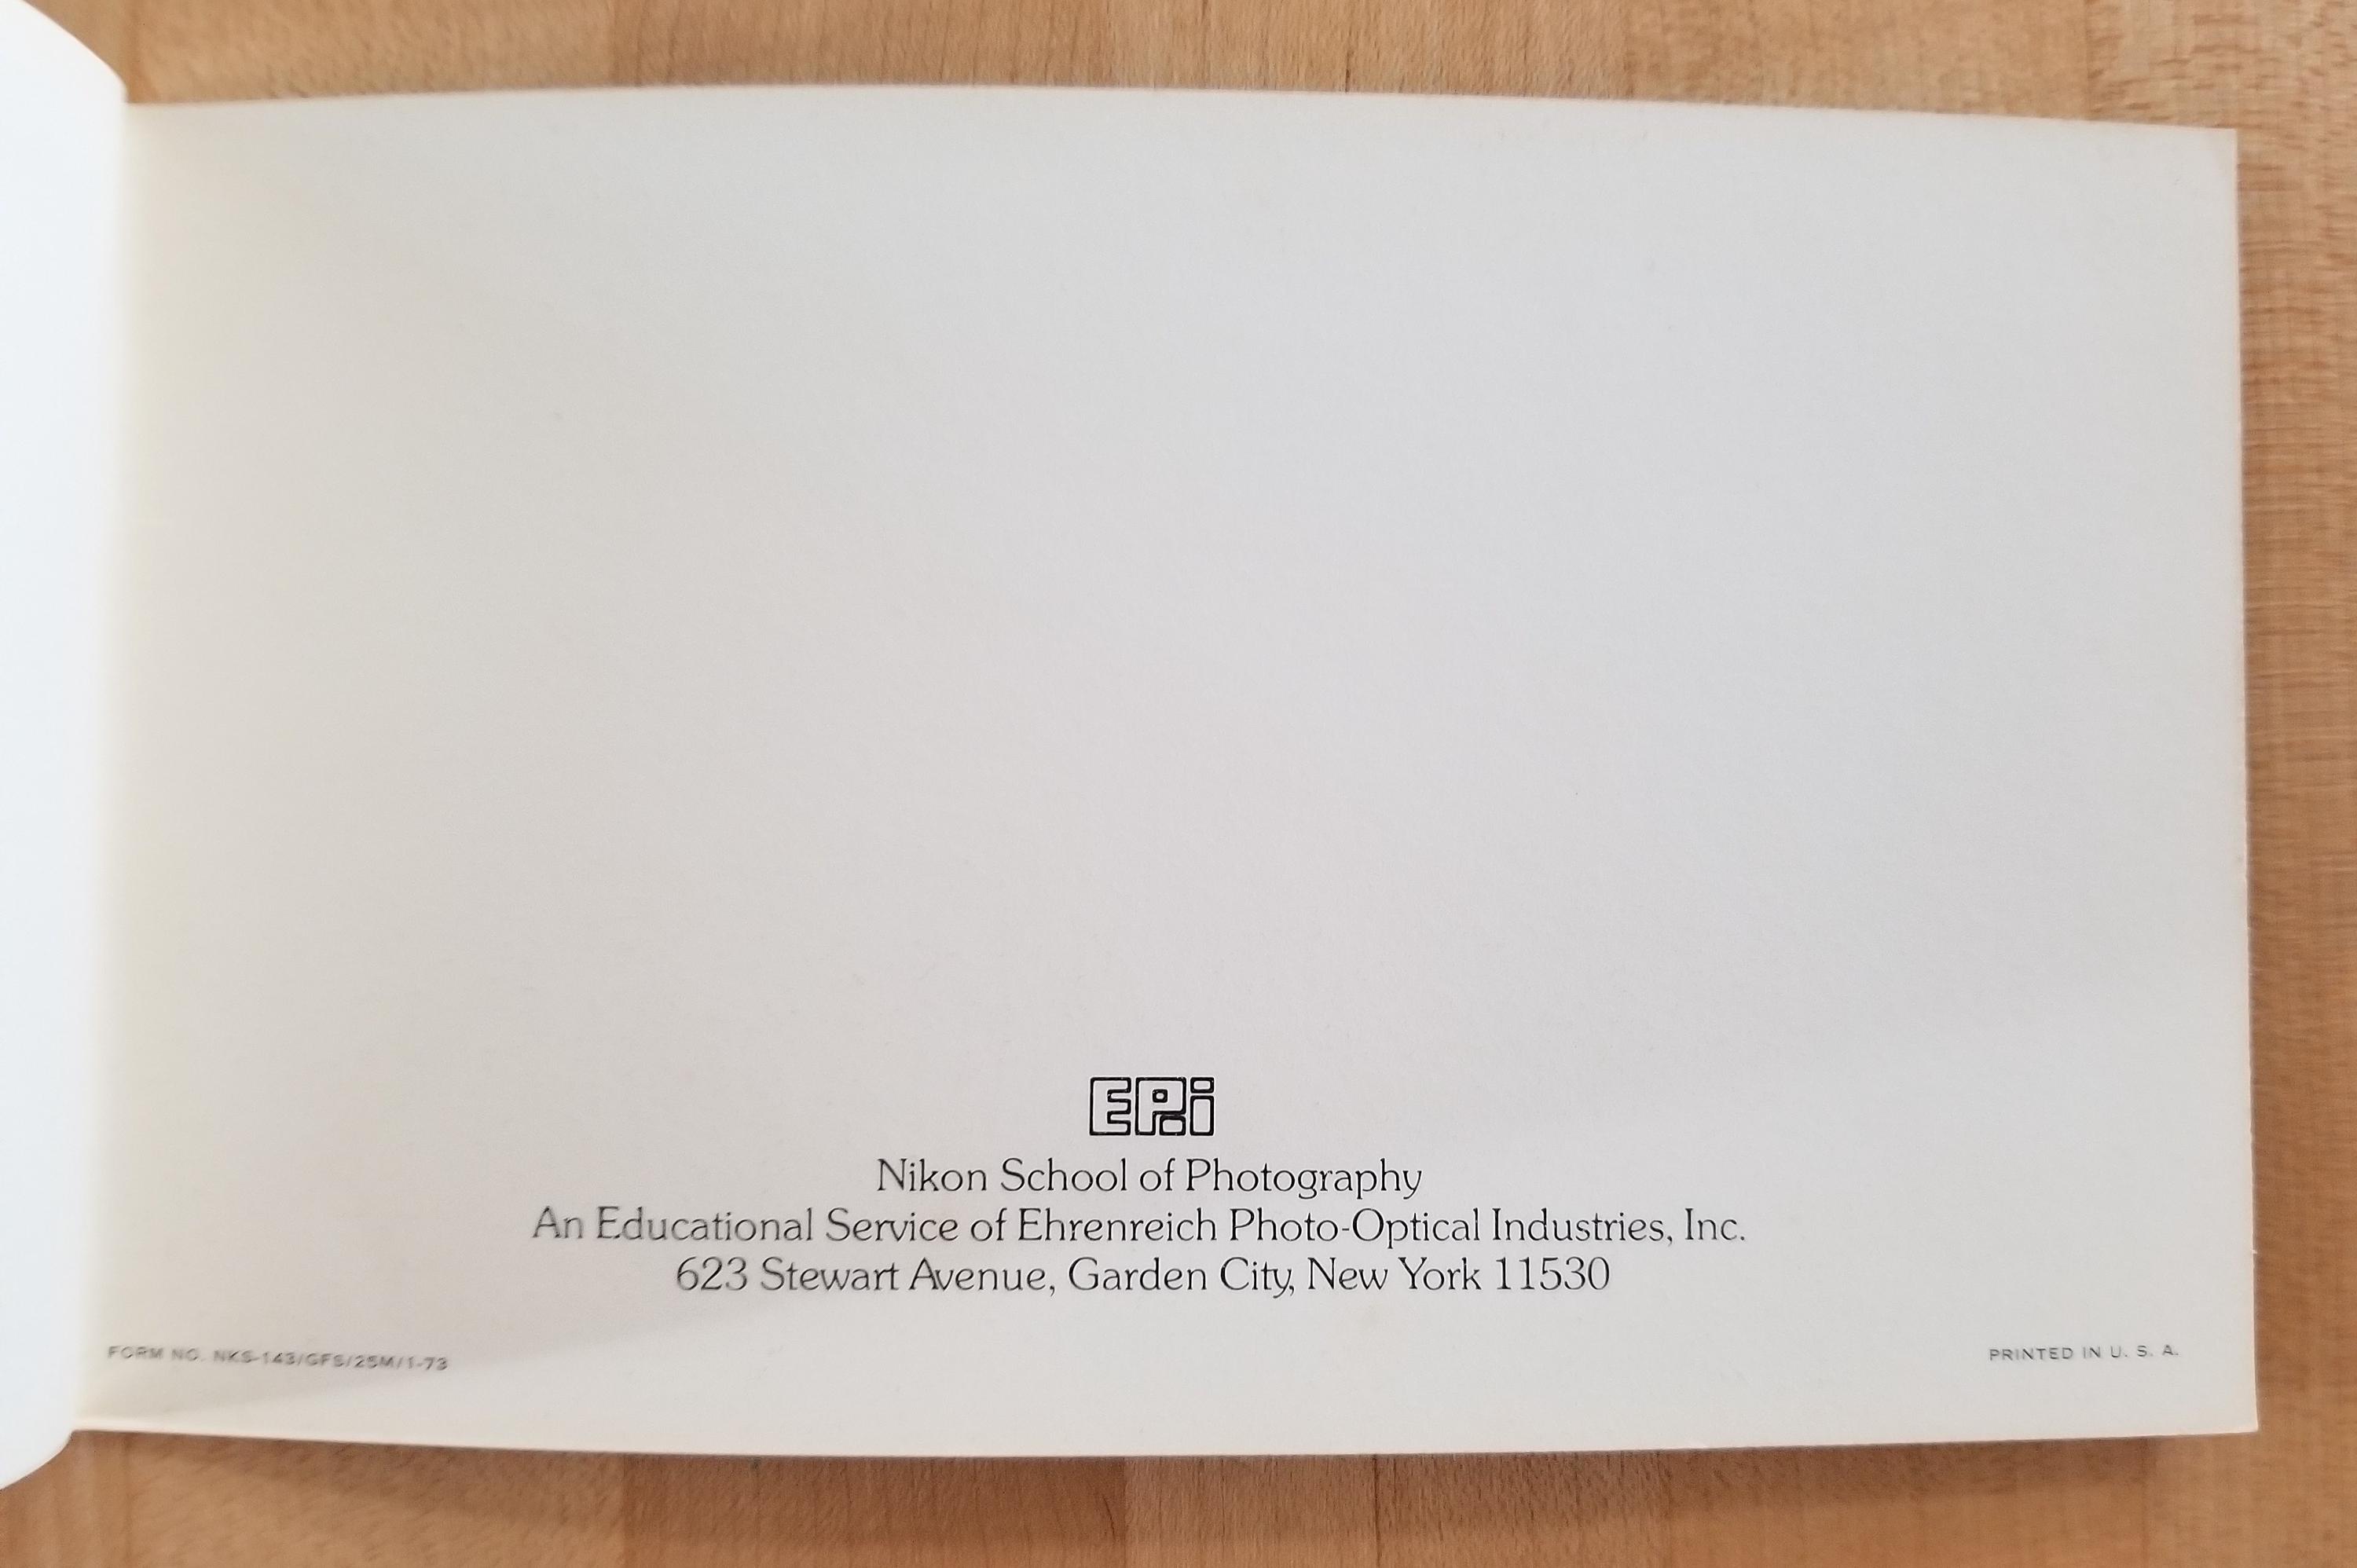 EPOi
Nikon School of Photography
An Educational Service of Ehrenreich Photo-Optical Industries, Inc.
623 Stewart Avenue, Garden City, New York 11530
FORM NO. NKS-143/GFS/25M/1-73
PRINTED IN U. S. A.